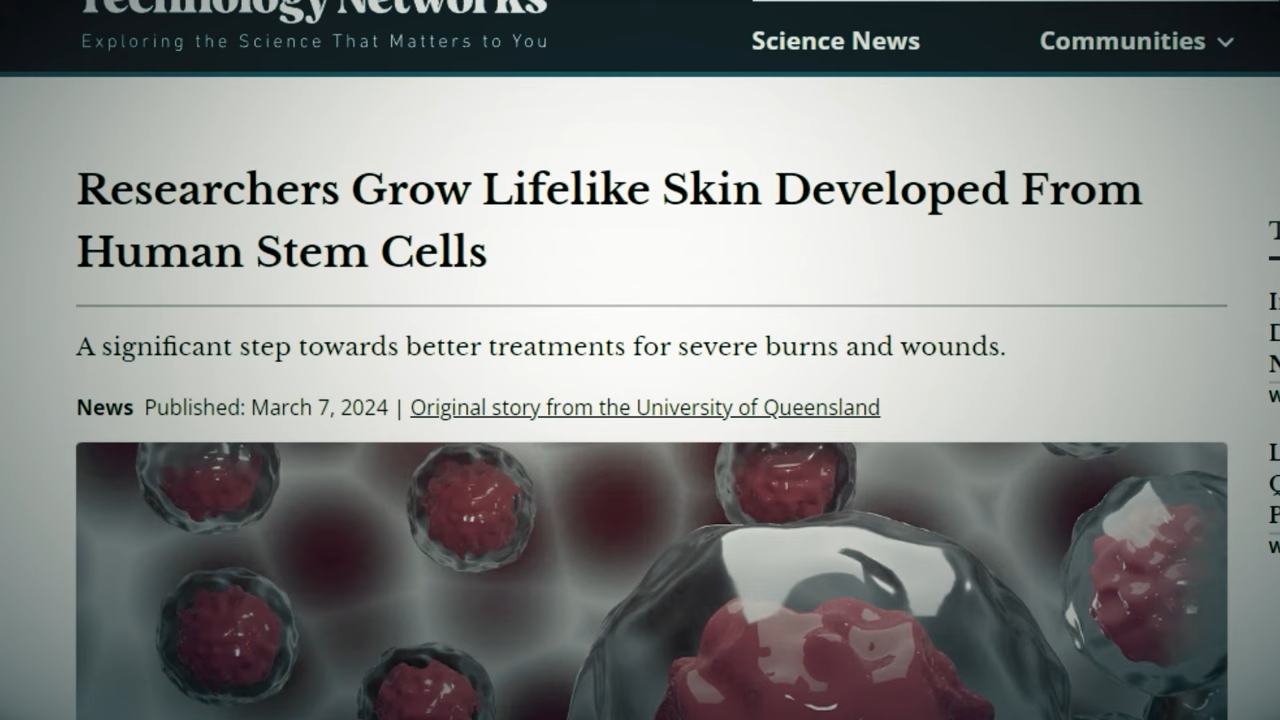 Technology Networks
Exploring the Science That Matters to You
Science News
Communities
Researchers Grow Lifelike Skin Developed From
Human Stem Cells
A significant step towards better treatments for severe burns and wounds.
News Published: March 7, 2024 | Original story from the University of Queensland